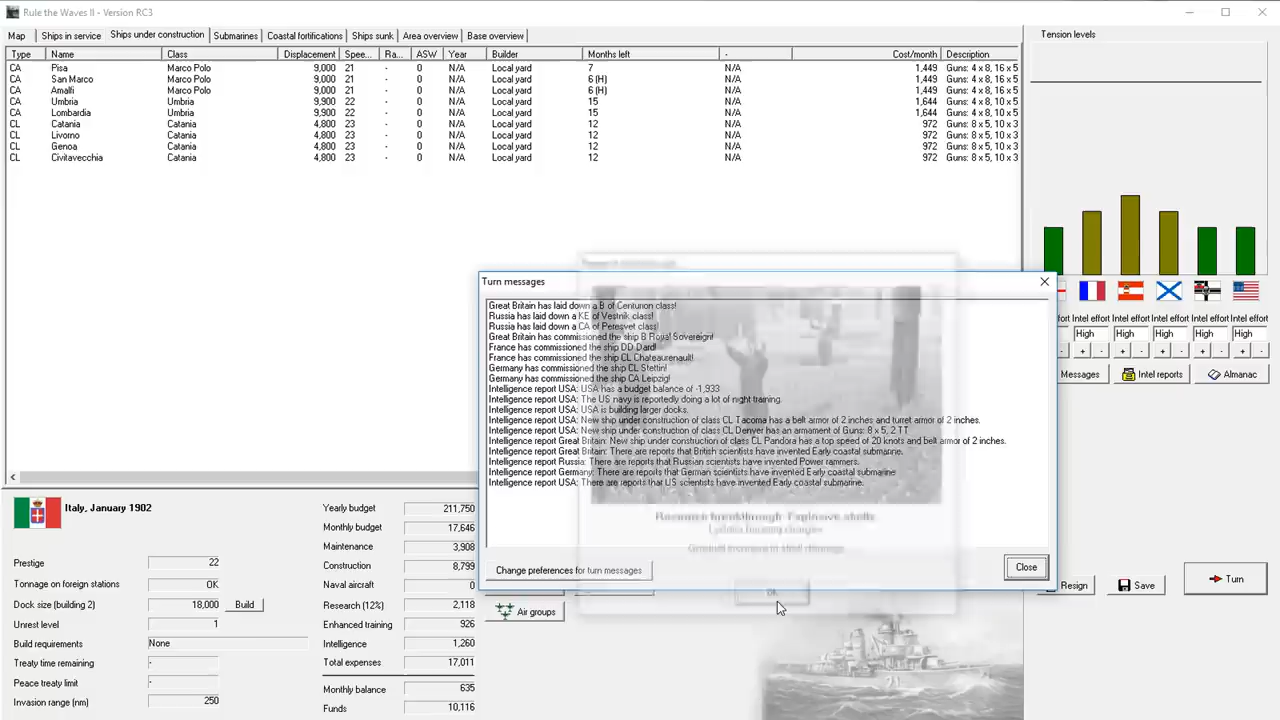 Rule the Waves II - Version RC3
Map Ships in service Ships under construction Submarines Coastal fortifications Ships sunk Area overview Base overview
Type Name Class Displacement Spee... Ra... ASW Year Builder Months left - Cost/month Description
CA Pisa Marco Polo 9,000 21 - 0 N/A Local yard 7 N/A 1,449 Guns: 4 x 8, 16 x 5
CA San Marco Marco Polo 9,000 21 - 0 N/A Local yard 6 (H) N/A 1,449 Guns: 4 x 8, 16 x 5
CA Amalfi Marco Polo 9,000 21 - 0 N/A Local yard 6 (H) N/A 1,449 Guns: 4 x 8, 16 x 5
CA Umbria Umbria 9,900 22 - 0 N/A Local yard 15 N/A 1,644 Guns: 4 x 8, 10 x 5
CA Lombardia Umbria 9,900 22 - 0 N/A Local yard 15 N/A 1,644 Guns: 4 x 8, 10 x 5
CL Catania Catania 4,800 23 - 0 N/A Local yard 12 N/A 972 Guns: 8 x 5, 10 x 3
CL Livorno Catania 4,800 23 - 0 N/A Local yard 12 N/A 972 Guns: 8 x 5, 10 x 3
CL Genoa Catania 4,800 23 - 0 N/A Local yard 12 N/A 972 Guns: 8 x 5, 10 x 3
CL Civitavecchia Catania 4,800 23 - 0 N/A Local yard 12 N/A 972 Guns: 8 x 5, 10 x 3
Tension levels
Intel effort Intel effort Intel effort Intel effort
High High High High
+ - + - + - + -
Messages Intel reports Almanac
Turn messages
Great Britain has laid down a B of Centurion class!
Russia has laid down a KE of Vestnik class!
Russia has laid down a CA of Peresvet class!
Great Britain has commissioned the ship B Royal Sovereign!
France has commissioned the ship DD Dard!
France has commissioned the ship CL Chateaurenault!
Germany has commissioned the ship CL Stettin!
Germany has commissioned the ship CA Leipzig!
Intelligence report USA: USA has a budget balance of -1,933
Intelligence report USA: The US navy is reportedly doing a lot of night training.
Intelligence report USA: USA is building larger docks.
Intelligence report USA: New ship under construction of class CL Tacoma has a belt armor of 2 inches and turret armor of 2 inches.
Intelligence report USA: New ship under construction of class CL Denver has an armament of Guns: 8 x 5, 2 TT
Intelligence report Great Britain: New ship under construction of class CL Pandora has a top speed of 20 knots and belt armor of 2 inches.
Intelligence report Great Britain: There are reports that British scientists have invented Early coastal submarine.
Intelligence report Russia: There are reports that Russian scientists have invented Power rammers.
Intelligence report Germany: There are reports that German scientists have invented Early coastal submarine
Intelligence report USA: There are reports that US scientists have invented Early coastal submarine.
Research breakthrough: Explosive shells
Change preferences for turn messages Close
OK
Italy, January 1902
Prestige 22
Tonnage on foreign stations OK
Dock size (building 2) 18,000 Build
Unrest level 1
Build requirements None
Treaty time remaining -
Peace treaty limit -
Invasion range (nm) 250
Yearly budget 211,750
Monthly budget 17,646
Maintenance 3,908
Construction 8,799
Naval aircraft 0
Research (12%) 2,118
Enhanced training 926
Intelligence 1,260
Total expenses 17,011
Monthly balance 635
Funds 10,116
Air groups
Resign Save Turn